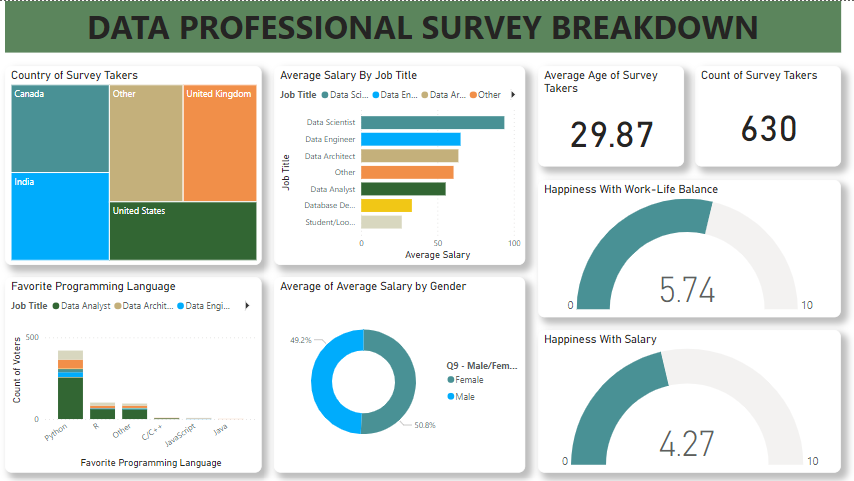 DATA PROFESSIONAL SURVEY BREAKDOWN
Country of Survey Takers
Canada
Other
United Kingdom
India
United States
Average Salary By Job Title
Job Title Data Sci... Data En... Data Ar... Other
Job Title
Data Scientist
Data Engineer
Data Architect
Other
Data Analyst
Database De...
Student/Loo...
0 50 100
Average Salary
Average Age of Survey
Takers
29.87
Count of Survey Takers
630
Happiness With Work-Life Balance
5.74
0 10
Favorite Programming Language
Job Title Data Analyst Data Archit... Data Engi...
Count of Voters
500
0
Python R Other C/C++ JavaScript Java
Favorite Programming Language
Average of Average Salary by Gender
49.2%
50.8%
Q9 - Male/Fem...
Female
Male
Happiness With Salary
4.27
0 10